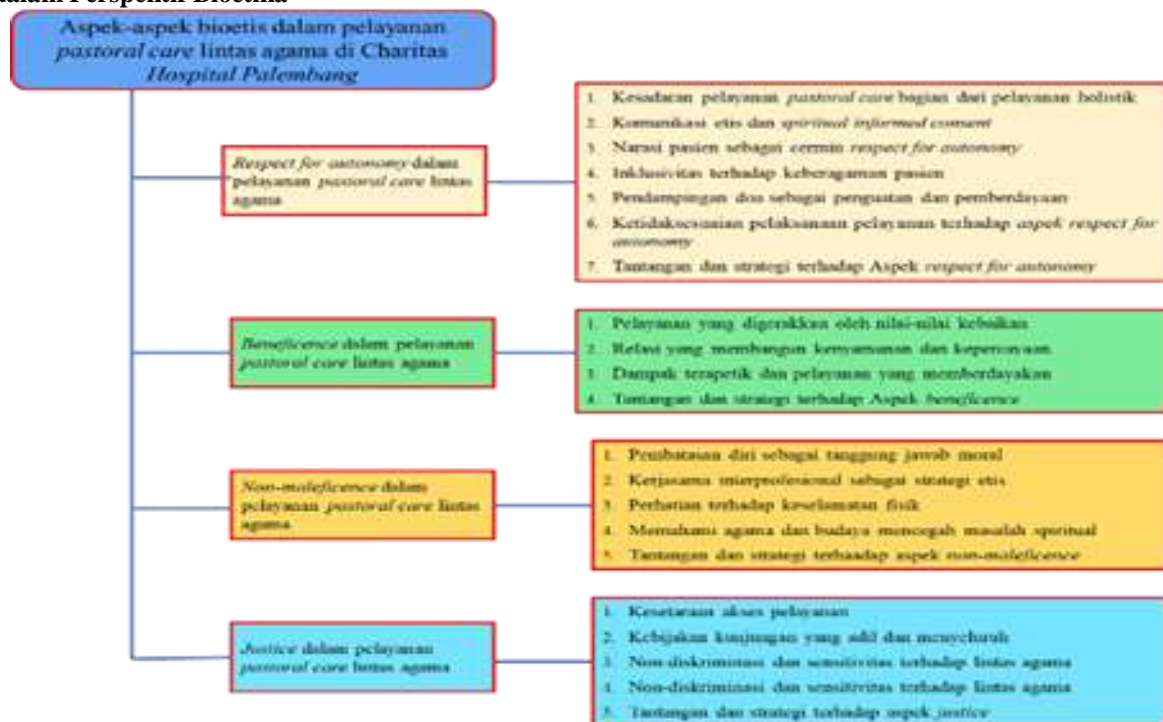 dalam Perspektif Bioetika
Aspek-aspek bioetis dalam pelayanan
pastoral care lintas agama di Charitas
Hospital Palembang
Respect for autonomy dalam
pelayanan pastoral care lintas
agama
1. Kesadaran pelayanan pastoral care bagian dari pelayanan holistik
2. Komunikasi etis dan spiritual informed consent
3. Narasi pasien sebagai cermin respect for autonomy
4. Inklusivitas terhadap keberagaman pasien
5. Pendampingan doa sebagai penguatan dan pemberdayaan
6. Ketidaksesuaian pelaksanaan pelayanan terhadap aspek respect for
autonomy
7. Tantangan dan strategi terhadap Aspek respect for autonomy
Beneficence dalam pelayanan
pastoral care lintas agama
1. Pelayanan yang digerakkan oleh nilai-nilai kebaikan
2. Relasi yang membangun kenyamanan dan kepercayaan
3. Dampak terapetik dan pelayanan yang memberdayakan
4. Tantangan dan strategi terhadap Aspek beneficence
Non-maleficence dalam
pelayanan pastoral care lintas
agama
1. Pembatasan diri sebagai tanggung jawab moral
2. Kerjasama interprofesional sebagai strategi etis
3. Perhatian terhadap keselamatan fisik
4. Memahami agama dan budaya mencegah masalah spiritual
5. Tantangan dan strategi terhaadap aspek non-maleficence
Justice dalam pelayanan
pastoral care lintas agama
1. Kesetaraan akses pelayanan
2. Kebijakan kunjungan yang adil dan menyeluruh
3. Non-diskriminasi dan sensitivitas terhadap lintas agama
4. Non-diskriminasi dan sensitivitas terhadap lintas agama
5. Tantangan dan strategi terhadap aspek justice